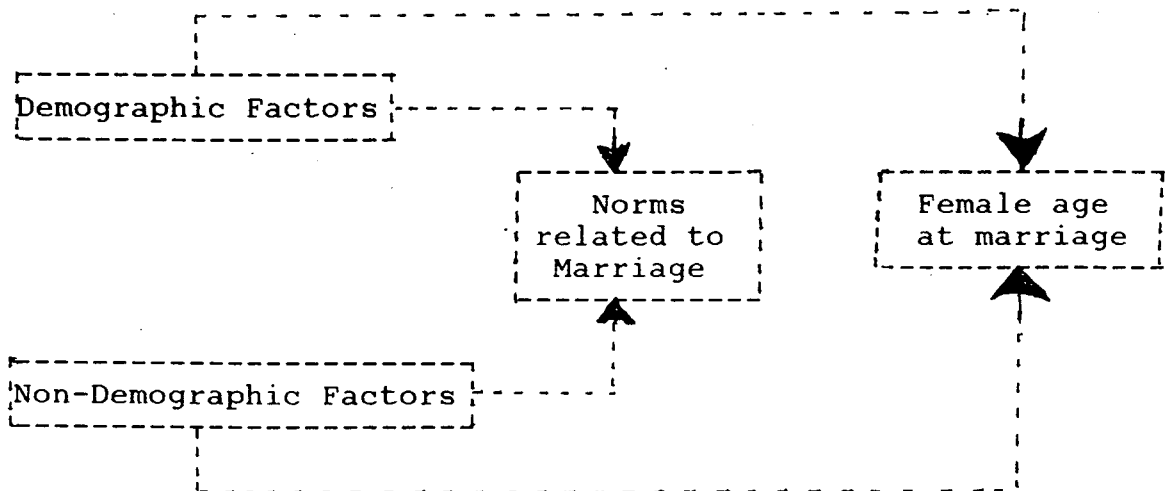 Demographic Factors
Norms
related to
Marriage
Female age
at marriage
Non-Demographic Factors